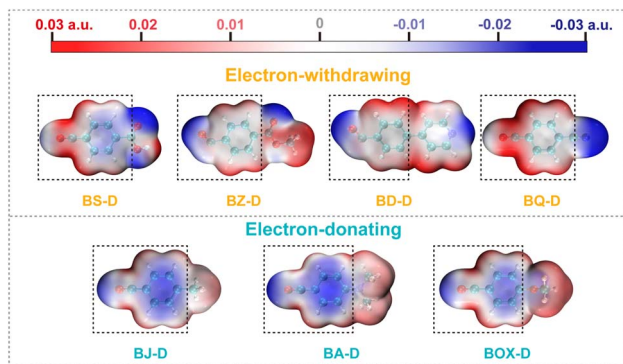 0.03 a.u. 0.02 0.01 0 -0.01 -0.02 -0.03 a.u.
Electron-withdrawing
BS-D BZ-D BD-D BQ-D
Electron-donating
BJ-D BA-D BOX-D